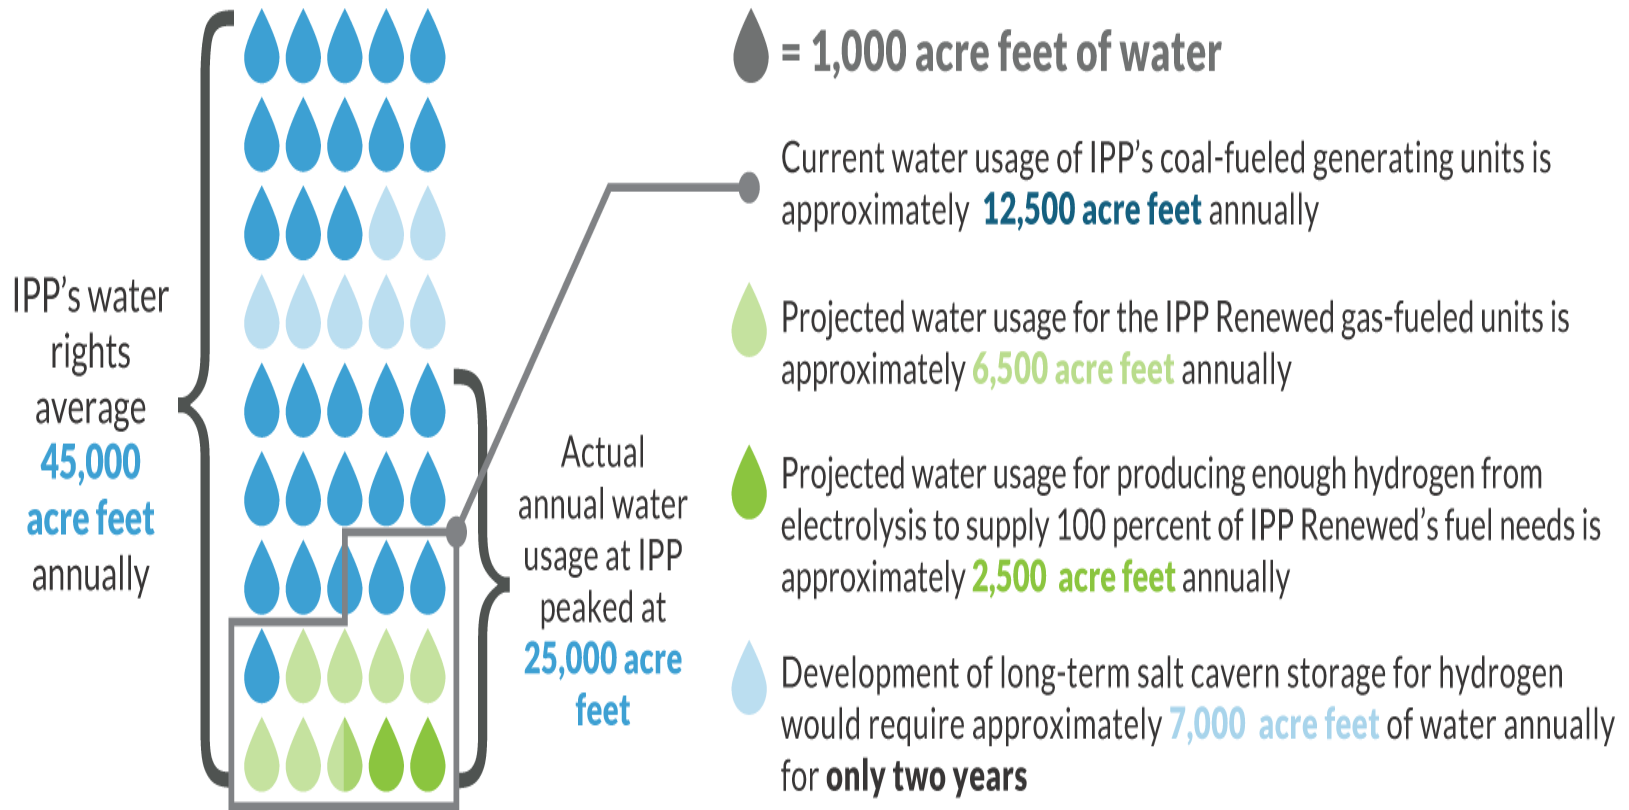 = 1,000 acre feet of water
Current water usage of IPP’s coal-fueled generating units is
approximately 12,500 acre feet annually
IPP’s water
rights
average
45,000
acre feet
annually
Projected water usage for the IPP Renewed gas-fueled units is
approximately 6,500 acre feet annually
Actual
annual water
usage at IPP
peaked at
25,000 acre
feet
Projected water usage for producing enough hydrogen from
electrolysis to supply 100 percent of IPP Renewed’s fuel needs is
approximately 2,500 acre feet annually
Development of long-term salt cavern storage for hydrogen
would require approximately 7,000 acre feet of water annually
for only two years